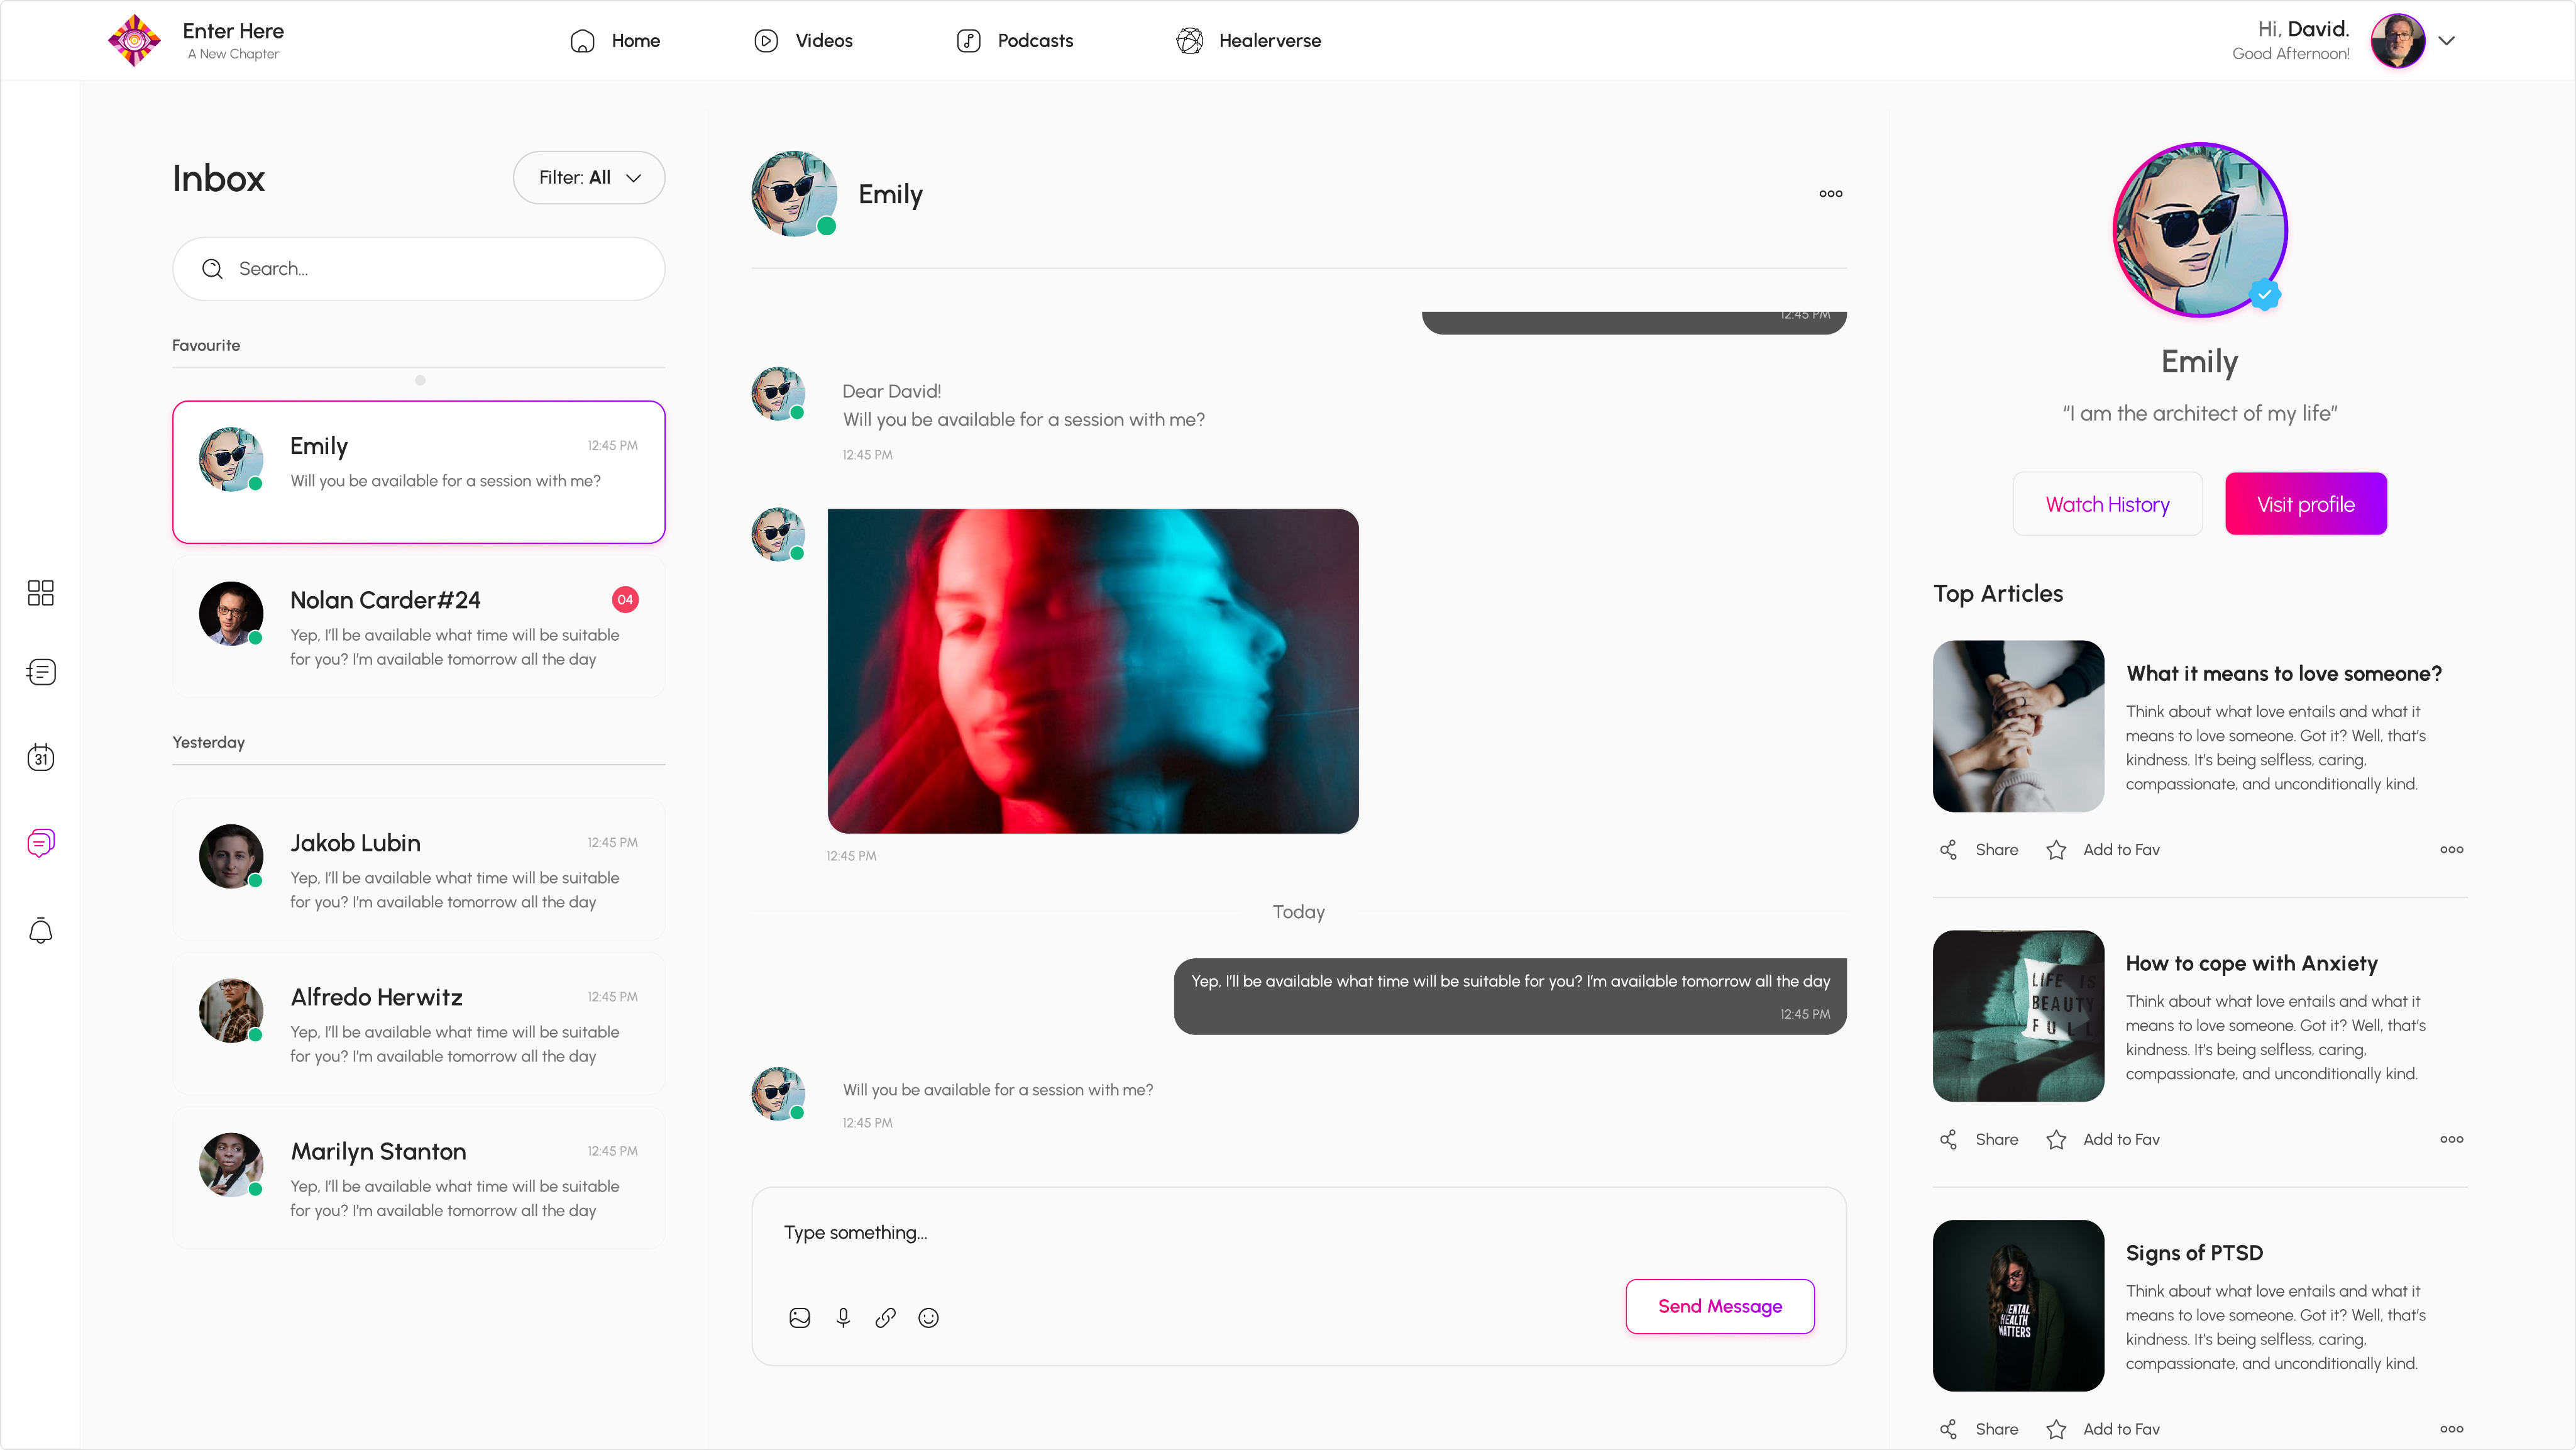 Enter Here
A New Chapter
Home
Videos
Podcasts
Healerverse
Hi, David.
Good Afternoon!
Inbox
Filter: All
Search...
Favourite
Emily
12:45 PM
Will you be available for a session with me?
Nolan Carder#24
04
Yep, I'll be available what time will be suitable
for you? I'm available tomorrow all the day
Yesterday
Jakob Lubin
12:45 PM
Yep, I'll be available what time will be suitable
for you? I'm available tomorrow all the day
Alfredo Herwitz
12:45 PM
Yep, I'll be available what time will be suitable
for you? I'm available tomorrow all the day
Marilyn Stanton
12:45 PM
Yep, I'll be available what time will be suitable
for you? I'm available tomorrow all the day
31
Emily
12:45 PM
Dear David!
Will you be available for a session with me?
12:45 PM
12:45 PM
Today
Yep, I'll be available what time will be suitable for you? I'm available tomorrow all the day
12:45 PM
Will you be available for a session with me?
12:45 PM
Type something...
Send Message
Emily
“I am the architect of my life”
Watch History
Visit profile
Top Articles
What it means to love someone?
Think about what love entails and what it
means to love someone. Got it? Well, that's
kindness. It's being selfless, caring,
compassionate, and unconditionally kind.
Share
Add to Fav
LIFE IS
BEAUTY
FULL
How to cope with Anxiety
Think about what love entails and what it
means to love someone. Got it? Well, that's
kindness. It's being selfless, caring,
compassionate, and unconditionally kind.
Share
Add to Fav
MENTAL
HEALTH
MATTERS
Signs of PTSD
Think about what love entails and what it
means to love someone. Got it? Well, that's
kindness. It's being selfless, caring,
compassionate, and unconditionally kind.
Share
Add to Fav